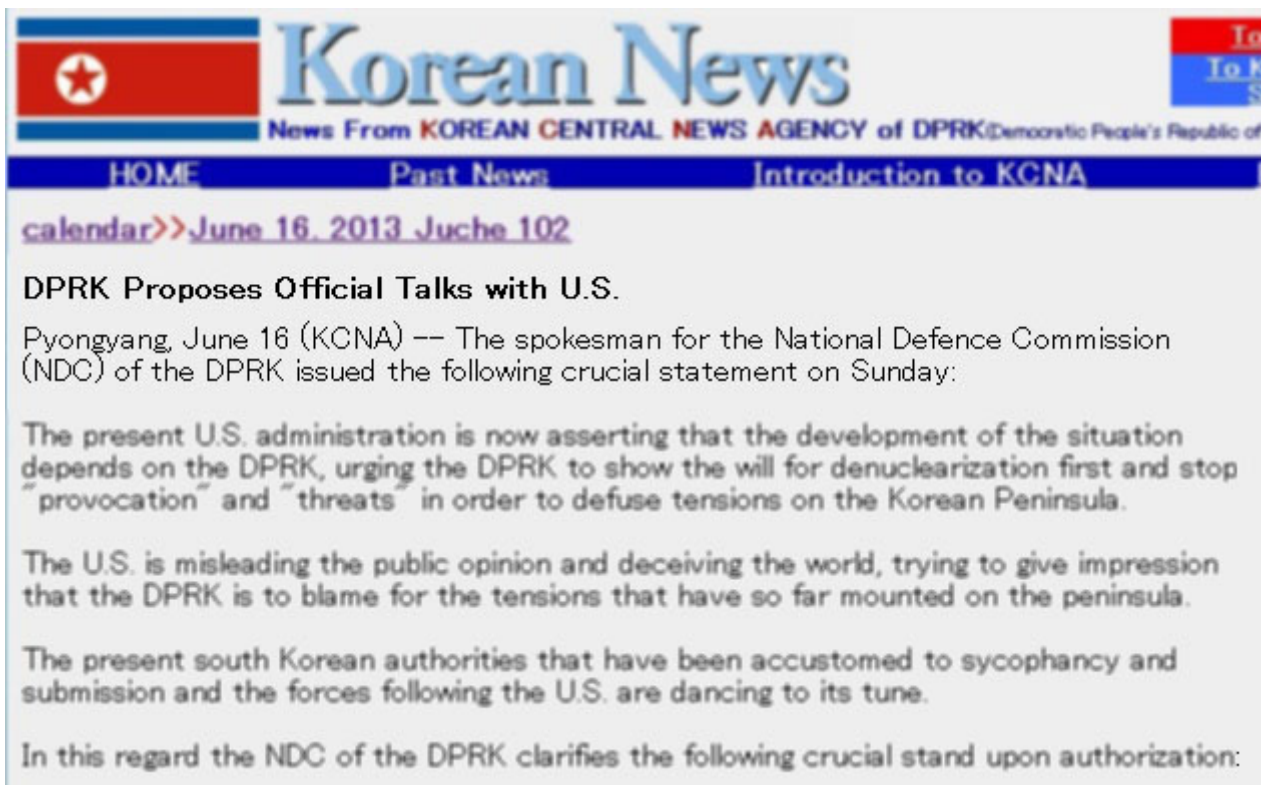 Korean News
To
To K
S
News From KOREAN CENTRAL NEWS AGENCY of DPRK(Democratic People's Republic of
HOME Past News Introduction to KCNA
calendar>>June 16. 2013 Juche 102
DPRK Proposes Official Talks with U.S.
Pyongyang, June 16 (KCNA) -- The spokesman for the National Defence Commission
(NDC) of the DPRK issued the following crucial statement on Sunday:
The present U.S. administration is now asserting that the development of the situation
depends on the DPRK, urging the DPRK to show the will for denuclearization first and stop
"provocation" and "threats" in order to defuse tensions on the Korean Peninsula.
The U.S. is misleading the public opinion and deceiving the world, trying to give impression
that the DPRK is to blame for the tensions that have so far mounted on the peninsula.
The present south Korean authorities that have been accustomed to sycophancy and
submission and the forces following the U.S. are dancing to its tune.
In this regard the NDC of the DPRK clarifies the following crucial stand upon authorization: